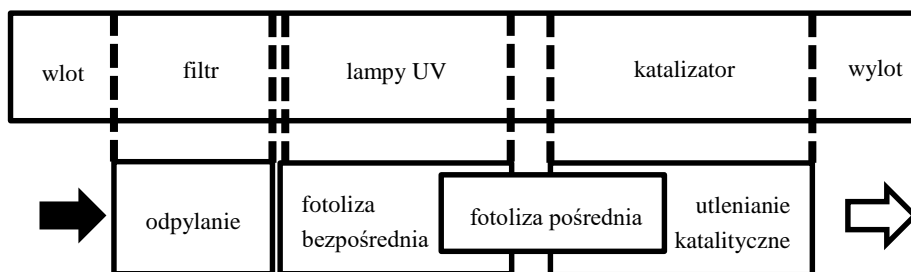 wlot
filtr
lampy UV
katalizator
wylot
odpylanie
fotoliza
bezpośrednia
fotoliza pośrednia
utlenianie
katalityczne